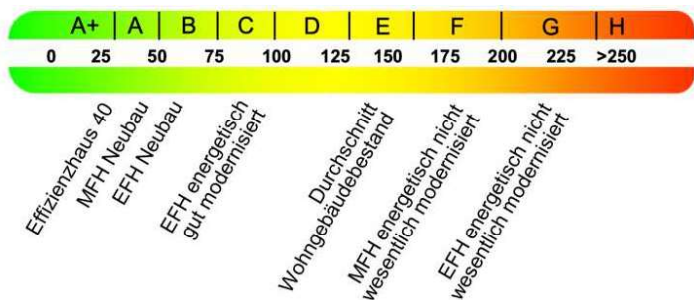 A+ A B C D E F G H
0 25 50 75 100 125 150 175 200 225 >250
Effizienzhaus 40
MFH Neubau
EFH Neubau
EFH energetisch
gut modernisiert
Durchschnitt
Wohngebäudebestand
MFH energetisch nicht
wesentlich modernisiert
EFH energetisch nicht
wesentlich modernisiert